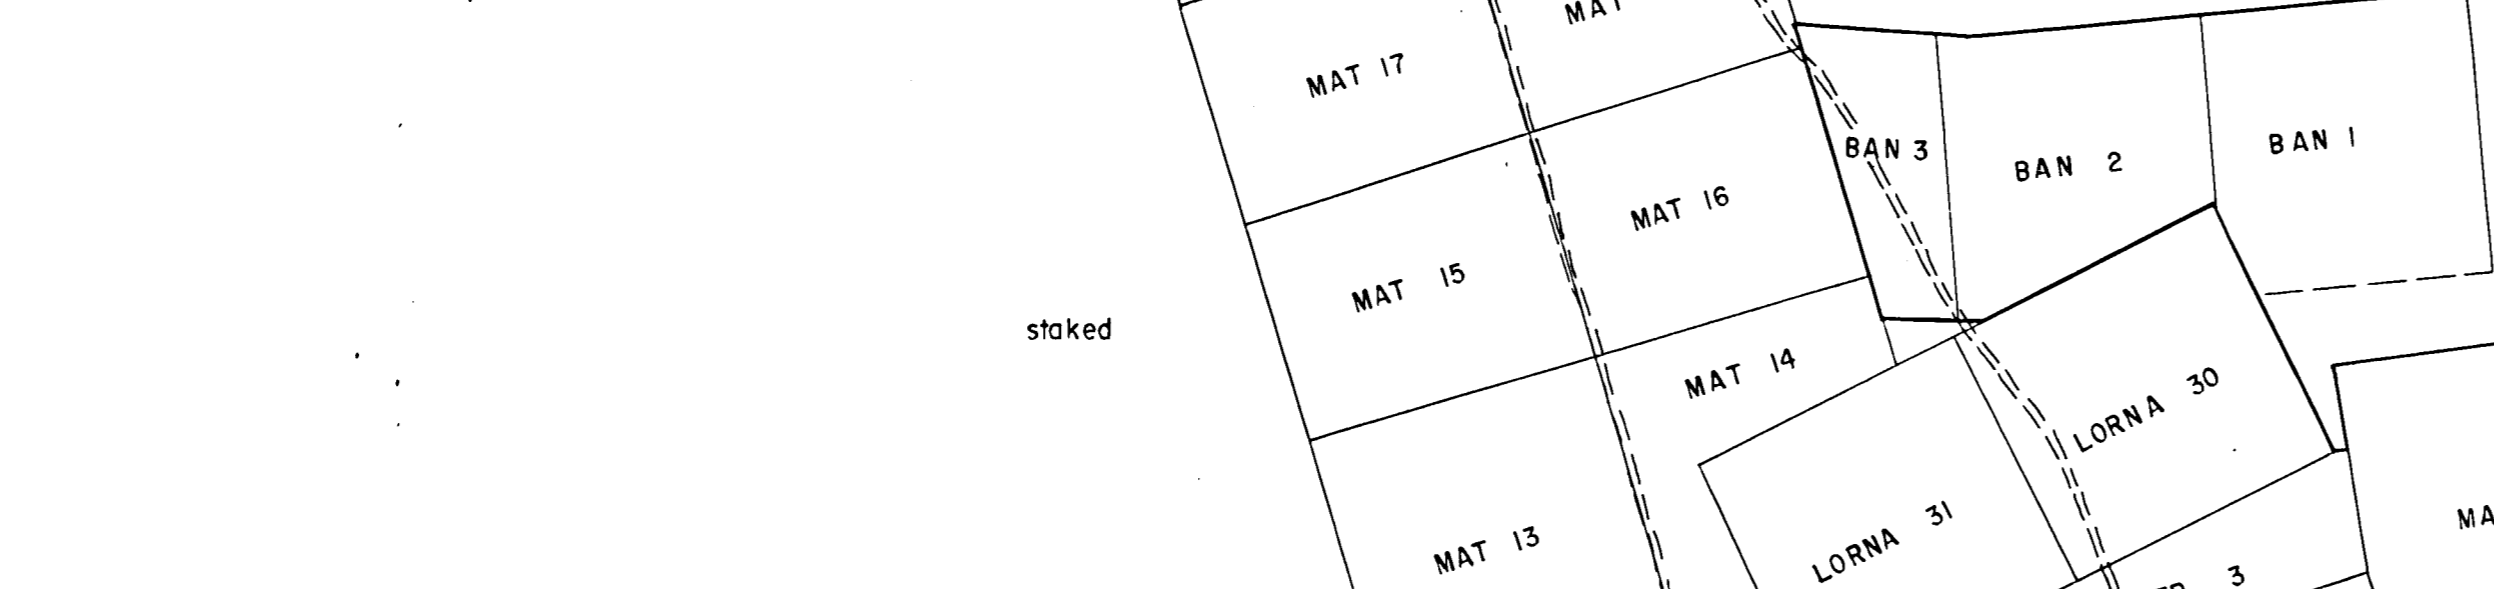 MAT 17
BAN 3
BAN 2
BAN 1
MAT 16
MAT 15
staked
MAT 14
LORNA 30
MAT 13
LORNA 31
3